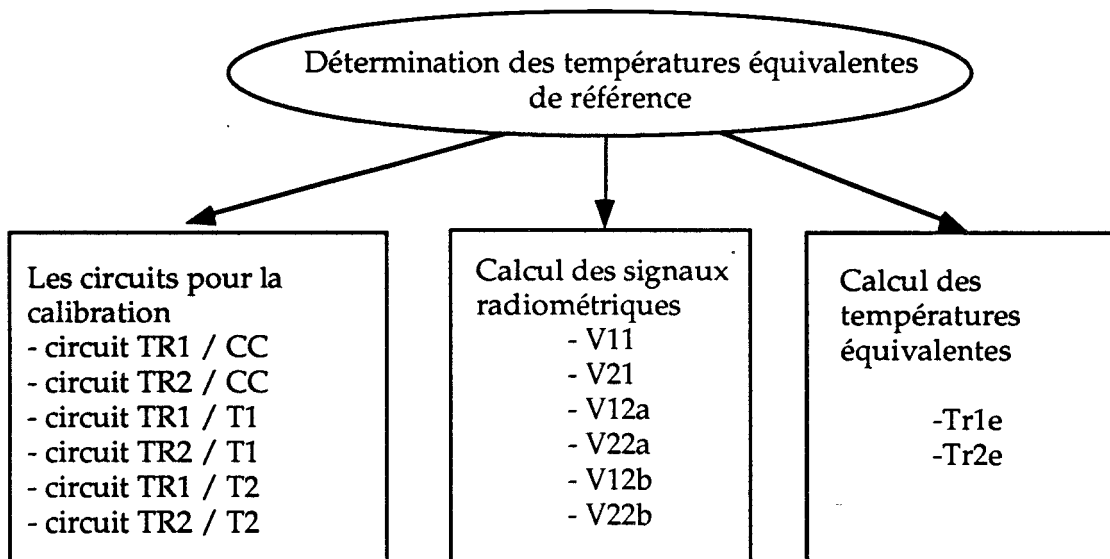 Détermination des températures équivalentes
de référence
Les circuits pour la
calibration
- circuit TR1 / CC
- circuit TR2 / CC
- circuit TR1 / T1
- circuit TR2 / T1
- circuit TR1 / T2
- circuit TR2 / T2
Calcul des signaux
radiométriques
- V11
- V21
- V12a
- V22a
- V12b
- V22b
Calcul des
températures
équivalentes
-Tr1e
-Tr2e